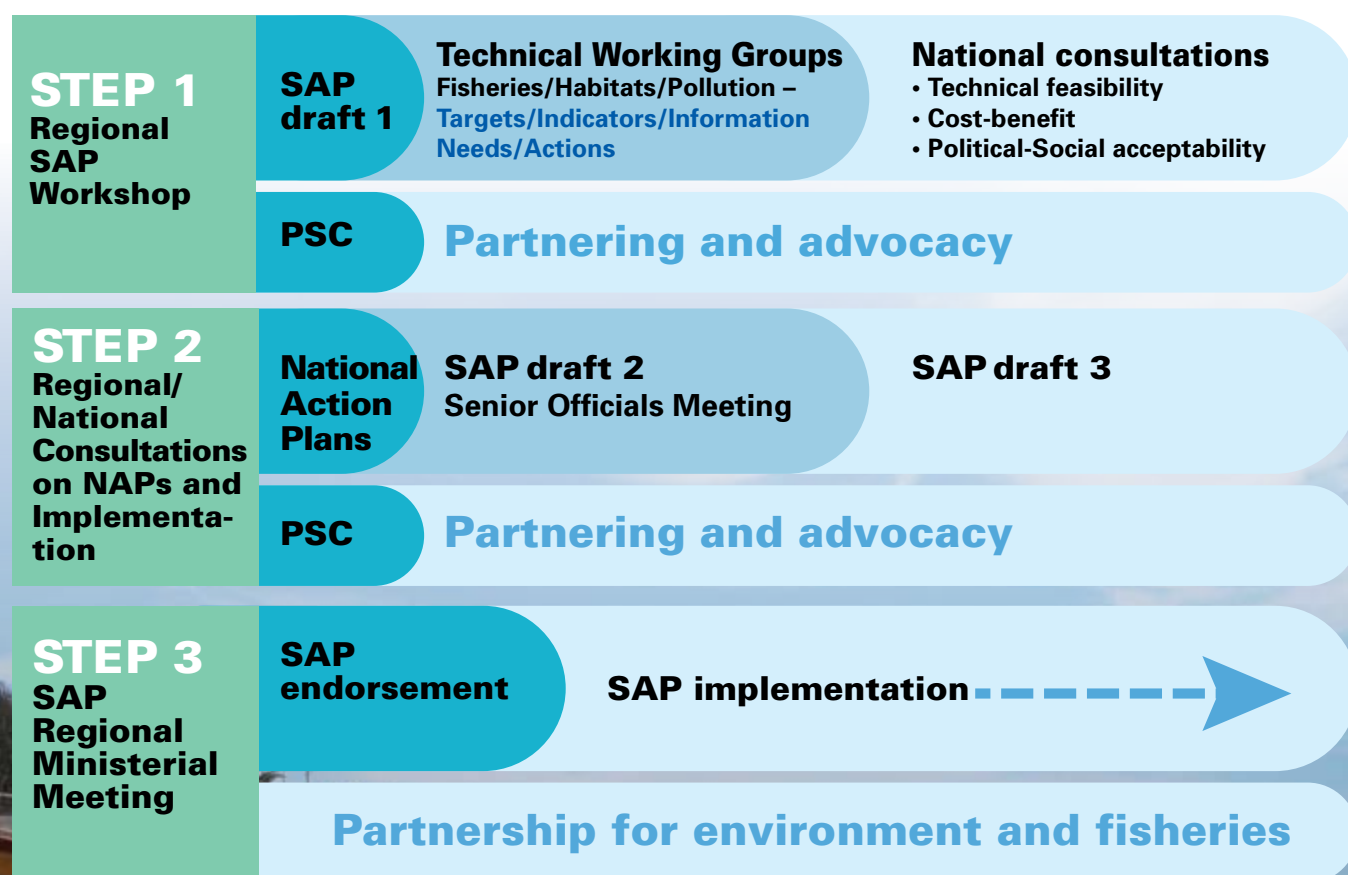 STEP 1
Regional
SAP
Workshop
SAP
draft 1
Technical Working Groups
Fisheries/Habitats/Pollution –
Targets/Indicators/Information
Needs/Actions
National consultations
• Technical feasibility
• Cost-benefit
• Political-Social acceptability
PSC
Partnering and advocacy
STEP 2
Regional/
National
Consultations
on NAPs and
Implementa-
tion
National
Action
Plans
SAP draft 2
Senior Officials Meeting
SAP draft 3
PSC
Partnering and advocacy
STEP 3
SAP
Regional
Ministerial
Meeting
SAP
endorsement
SAP implementation
Partnership for environment and fisheries